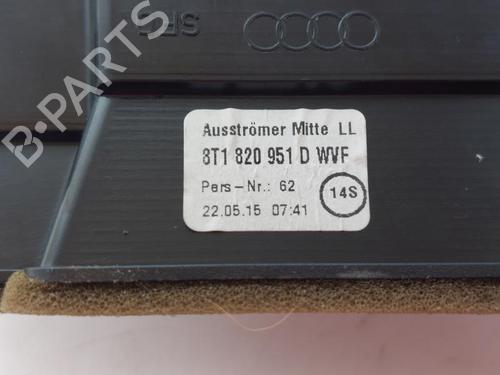 B-PARTS
Ausströmer Mitte LL
8T1 820 951 D WVF
Pers-Nr.: 62
14S
22.05.15 07:41